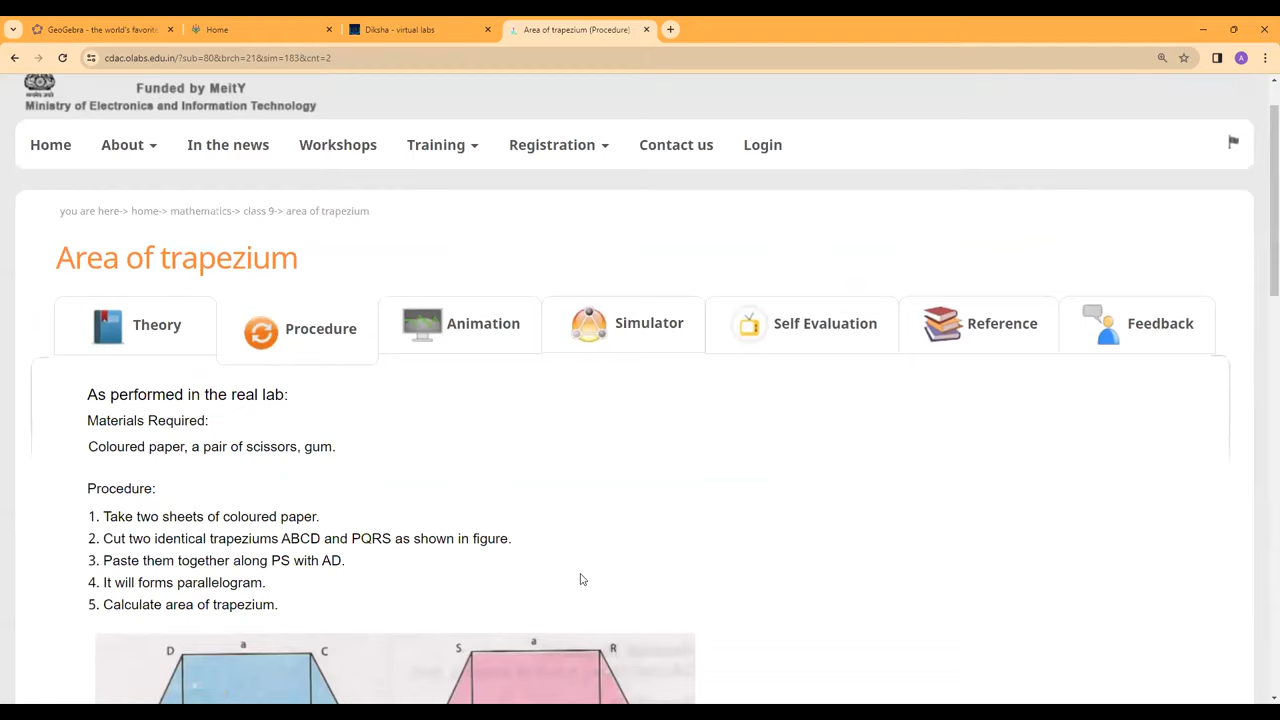 GeoGebra - the world's favorit
Home
Diksha - virtual labs
Area of trapezium (Procedure)
cdac.olabs.edu.in/?sub=80&brch=21&sim=183&cnt=2
A
Funded by MeitY
Ministry of Electronics and Information Technology
Home About In the news Workshops Training Registration Contact us Login
you are here-> home-> mathematics-> class 9-> area of trapezium
Area of trapezium
Theory Procedure Animation Simulator Self Evaluation Reference Feedback
As performed in the real lab:
Materials Required:
Coloured paper, a pair of scissors, gum.
Procedure:
1. Take two sheets of coloured paper.
2. Cut two identical trapeziums ABCD and PQRS as shown in figure.
3. Paste them together along PS with AD.
4. It will forms parallelogram.
5. Calculate area of trapezium.
D a C S a R